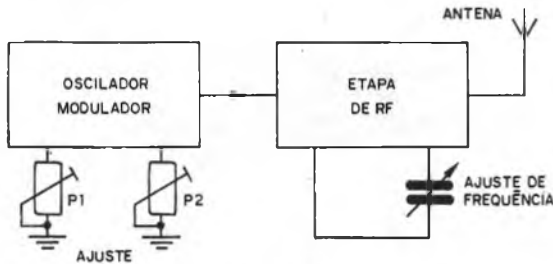 ANTENA
OSCILADOR
MODULADOR
ETAPA
DE RF
P1
P2
AJUSTE DE
FREQUÊNCIA
AJUSTE